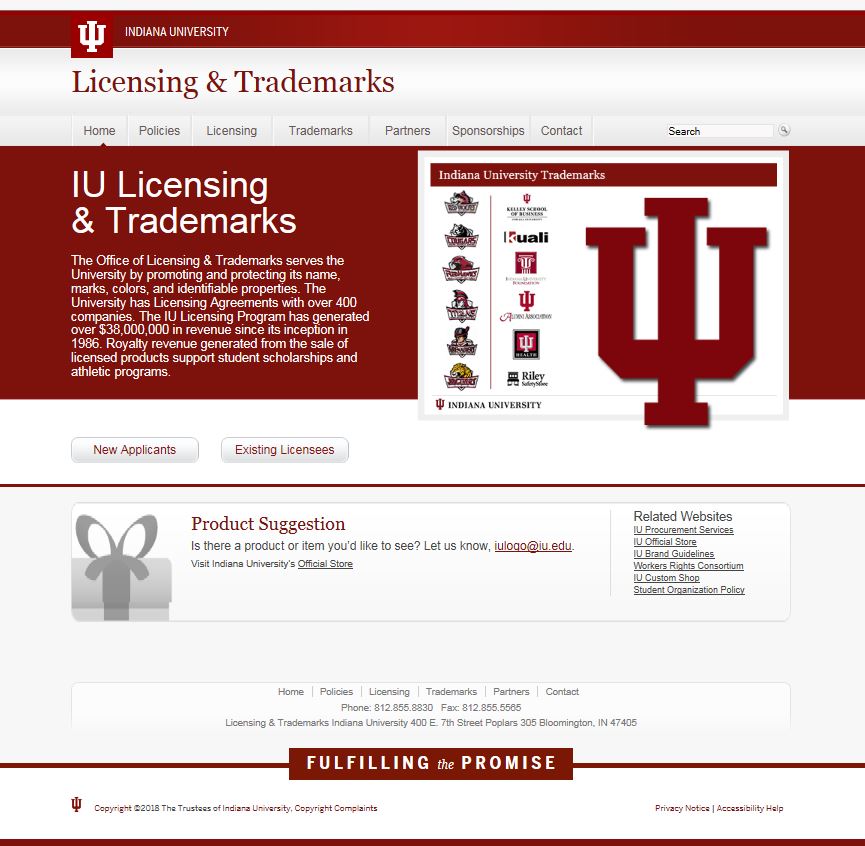 INDIANA UNIVERSITY
Licensing & Trademarks
Home Policies Licensing Trademarks Partners Sponsorships Contact Search
IU Licensing
& Trademarks
The Office of Licensing & Trademarks serves the
University by promoting and protecting its name,
marks, colors, and identifiable properties. The
University has Licensing Agreements with over 400
companies. The IU Licensing Program has generated
over $38,000,000 in revenue since its inception in
1986. Royalty revenue generated from the sale of
licensed products support student scholarships and
athletic programs.
Indiana University Trademarks
KELLEY SCHOOL
OF BUSINESS
COUGARS
Kuali
INDIANA UNIVERSITY
FOUNDATION
ALUMNI ASSOCIATION
HEALTH
Riley
SafetyStore
INDIANA UNIVERSITY
New Applicants Existing Licensees
Product Suggestion
Is there a product or item you'd like to see? Let us know, iulogo@iu.edu.
Visit Indiana University's Official Store
Related Websites
IU Procurement Services
IU Official Store
IU Brand Guidelines
Workers Rights Consortium
IU Custom Shop
Student Organization Policy
Home Policies Licensing Trademarks Partners Contact
Phone: 812.855.8830 Fax: 812.855.5565
Licensing & Trademarks Indiana University 400 E. 7th Street Poplars 305 Bloomington, IN 47405
FULFILLING the PROMISE
Copyright ©2018 The Trustees of Indiana University, Copyright Complaints
Privacy Notice | Accessibility Help